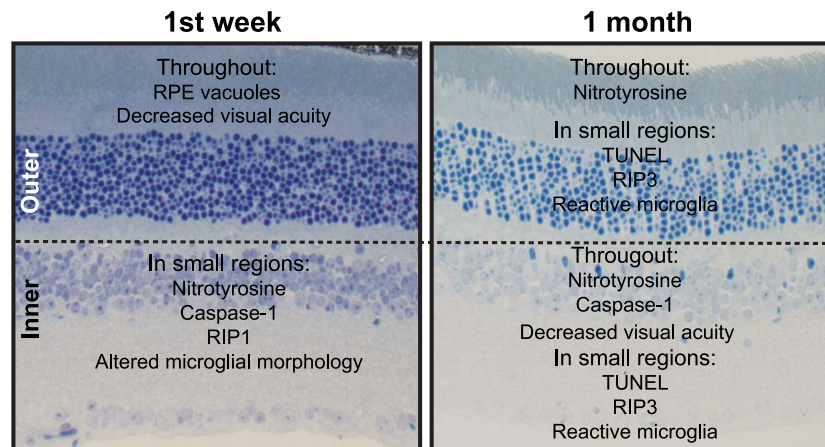 1st week
1 month
Throughout:
RPE vacuoles
Decreased visual acuity
Outer
Inner
In small regions:
Nitrotyrosine
Caspase-1
RIP1
Altered microglial morphology
Throughout:
Nitrotyrosine
In small regions:
TUNEL
RIP3
Reactive microglia
Througout:
Nitrotyrosine
Caspase-1
Decreased visual acuity
In small regions:
TUNEL
RIP3
Reactive microglia